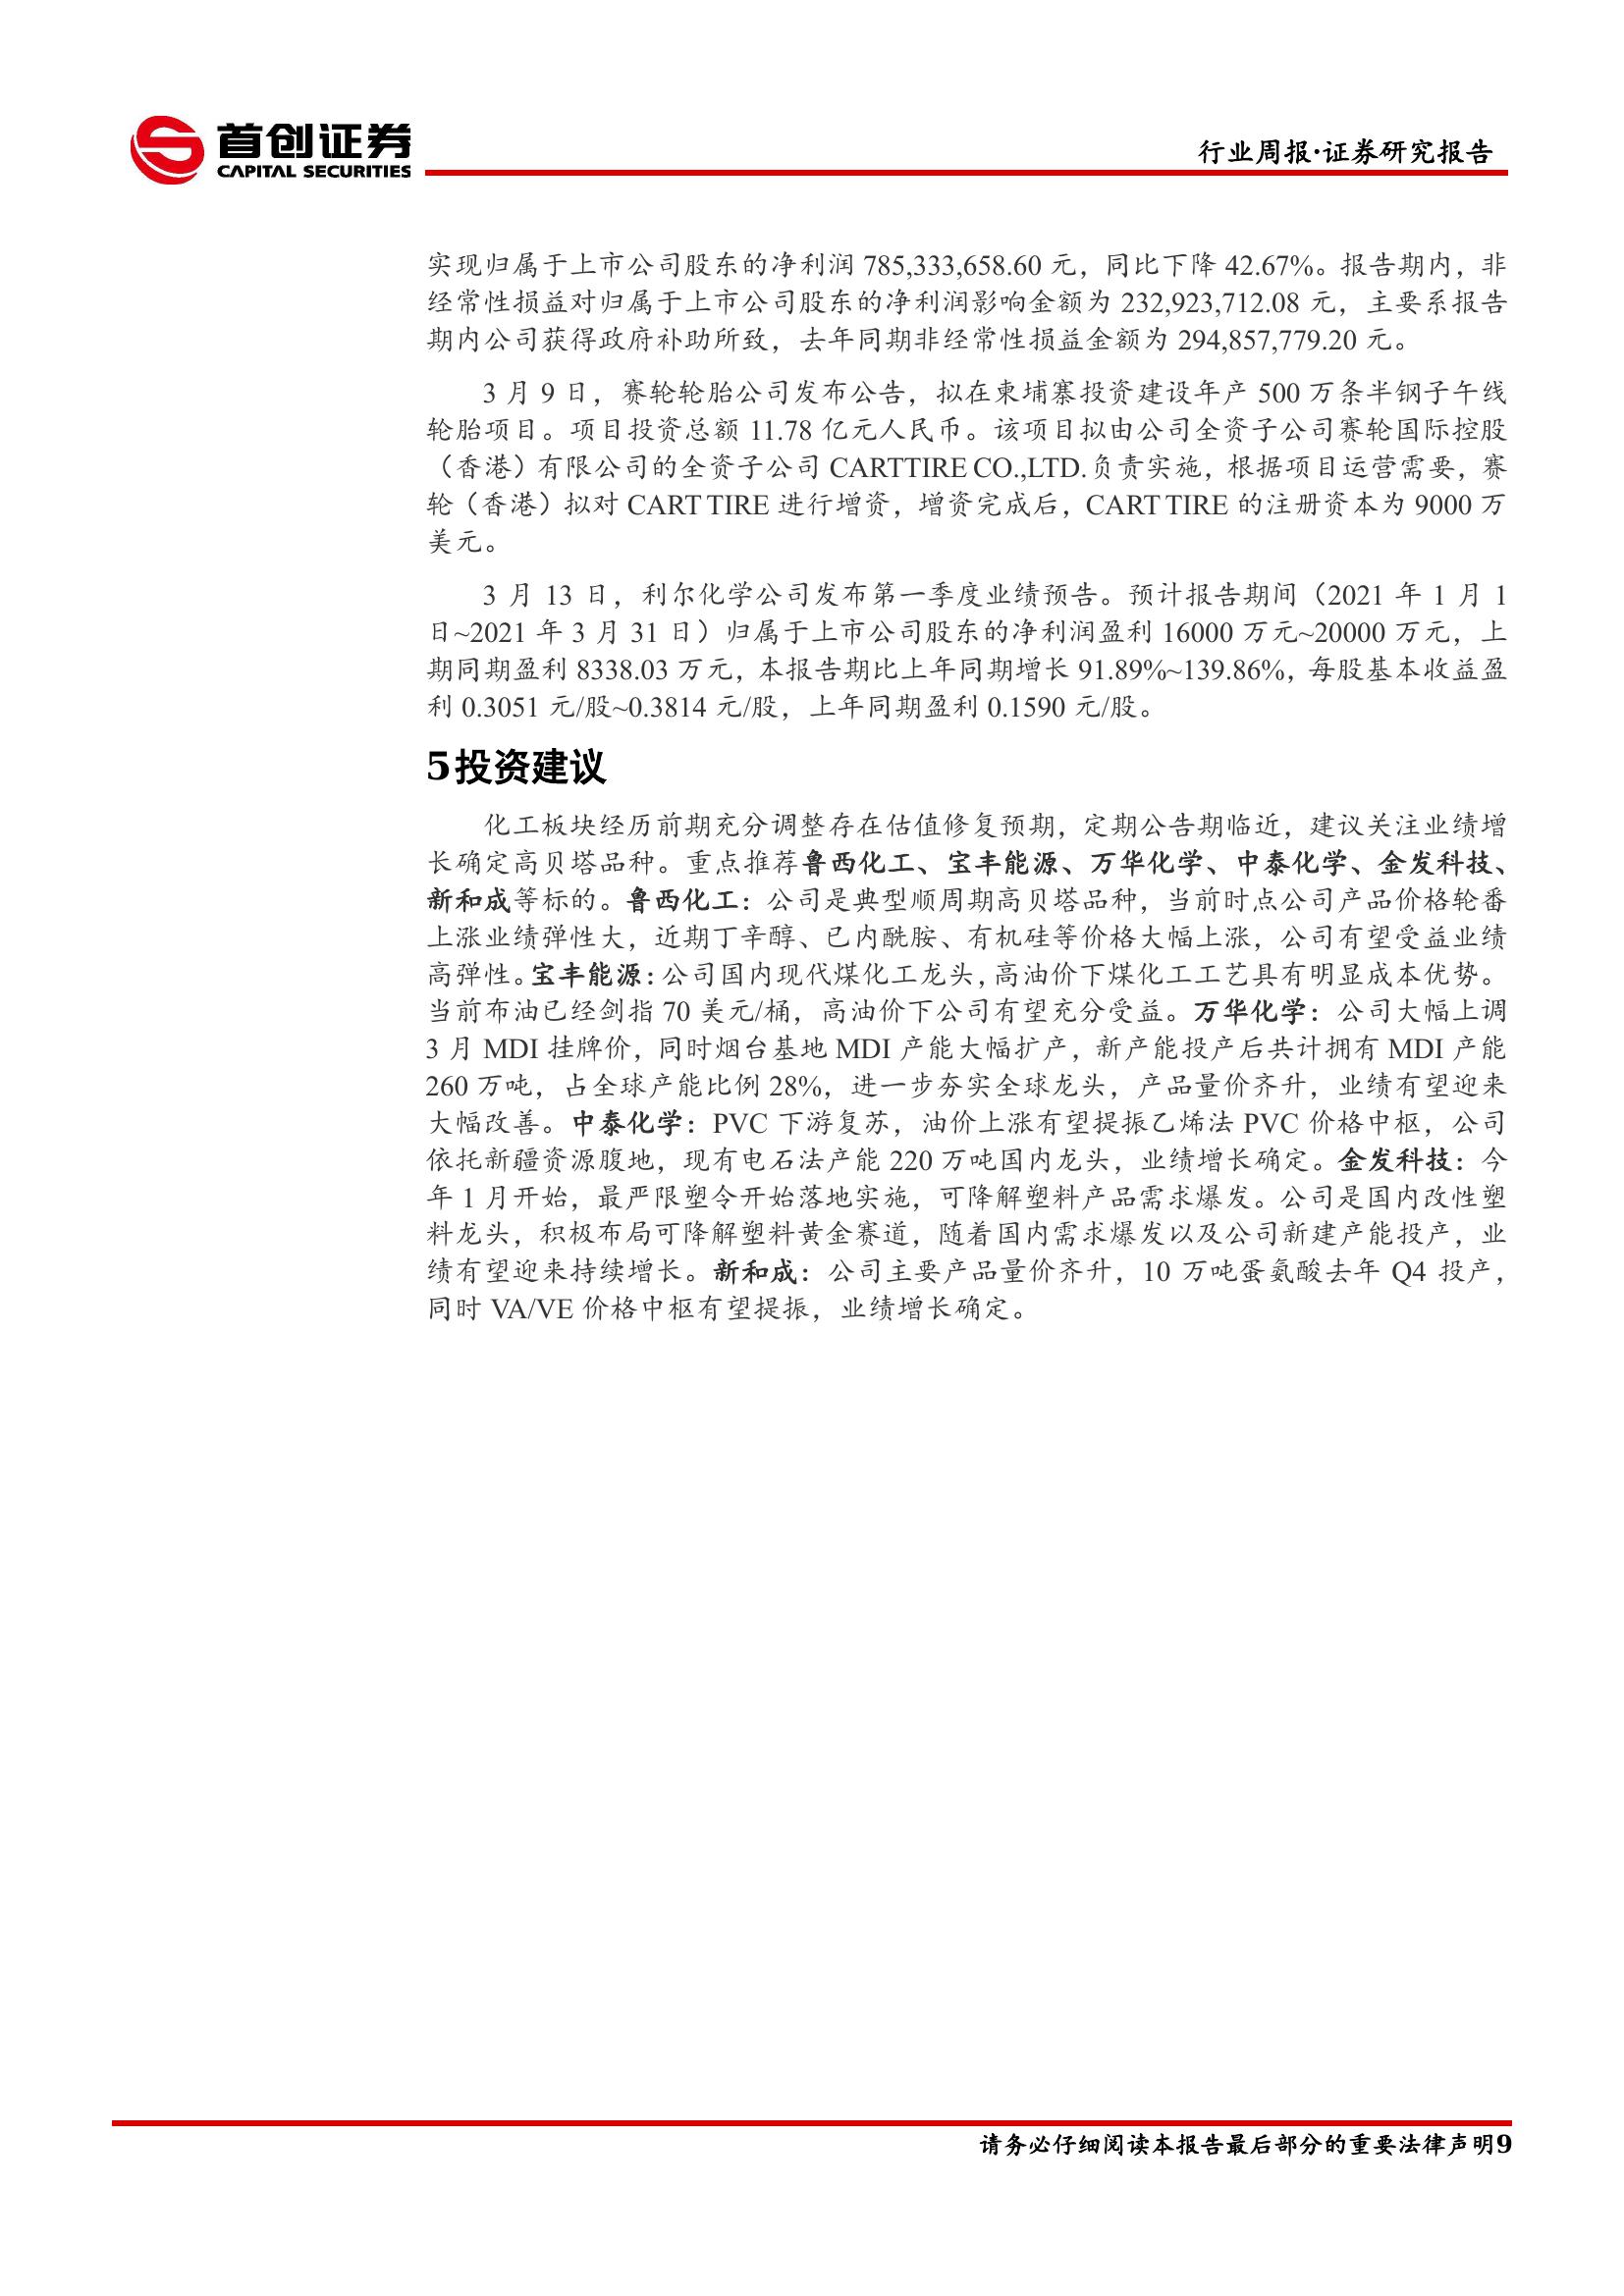 首创证券
CAPITAL SECURITIES
行业周报·证券研究报告
实现归属于上市公司股东的净利润 785,333,658.60 元，同比下降 42.67%。报告期内，非
经常性损益对归属于上市公司股东的净利润影响金额为 232,923,712.08 元，主要系报告
期内公司获得政府补助所致，去年同期非经常性损益金额为 294,857,779.20 元。
3 月 9 日，赛轮轮胎公司发布公告，拟在柬埔寨投资建设年产 500 万条半钢子午线
轮胎项目。项目投资总额 11.78 亿元人民币。该项目拟由公司全资子公司赛轮国际控股
（香港）有限公司的全资子公司 CARTTIRE CO.,LTD.负责实施，根据项目运营需要，赛
轮（香港）拟对 CART TIRE 进行增资，增资完成后，CART TIRE 的注册资本为 9000 万
美元。
3 月 13 日，利尔化学公司发布第一季度业绩预告。预计报告期间（2021 年 1 月 1
日~2021 年 3 月 31 日）归属于上市公司股东的净利润盈利 16000 万元~20000 万元，上
期同期盈利 8338.03 万元，本报告期比上年同期增长 91.89%~139.86%，每股基本收益盈
利 0.3051 元/股~0.3814 元/股，上年同期盈利 0.1590 元/股。
5 投资建议
化工板块经历前期充分调整存在估值修复预期，定期公告期临近，建议关注业绩增
长确定高贝塔品种。重点推荐鲁西化工、宝丰能源、万华化学、中泰化学、金发科技、
新和成等标的。鲁西化工：公司是典型顺周期高贝塔品种，当前时点公司产品价格轮番
上涨业绩弹性大，近期丁辛醇、己内酰胺、有机硅等价格大幅上涨，公司有望受益业绩
高弹性。宝丰能源：公司国内现代煤化工龙头，高油价下煤化工工艺具有明显成本优势。
当前布油已经剑指 70 美元/桶，高油价下公司有望充分受益。万华化学：公司大幅上调
3 月 MDI 挂牌价，同时烟台基地 MDI 产能大幅扩产，新产能投产后共计拥有 MDI 产能
260 万吨，占全球产能比例 28%，进一步夯实全球龙头，产品量价齐升，业绩有望迎来
大幅改善。中泰化学：PVC 下游复苏，油价上涨有望提振乙烯法 PVC 价格中枢，公司
依托新疆资源腹地，现有电石法产能 220 万吨国内龙头，业绩增长确定。金发科技：今
年 1 月开始，最严限塑令开始落地实施，可降解塑料产品需求爆发。公司是国内改性塑
料龙头，积极布局可降解塑料黄金赛道，随着国内需求爆发以及公司新建产能投产，业
绩有望迎来持续增长。新和成：公司主要产品量价齐升，10 万吨蛋氨酸去年 Q4 投产，
同时 VA/VE 价格中枢有望提振，业绩增长确定。
请务必仔细阅读本报告最后部分的重要法律声明9